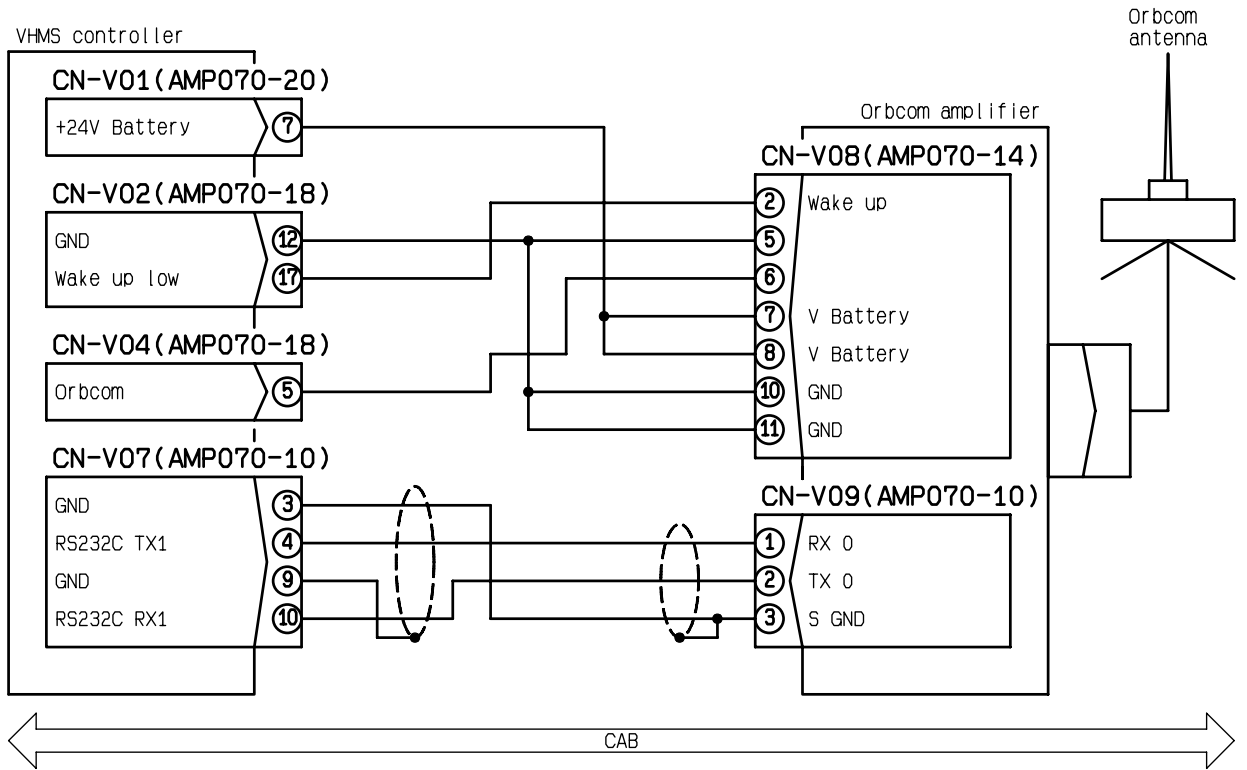 Orbcom
antenna
VHMS controller
CN-V01(AMP070-20)
+24V Battery 7
CN-V02(AMP070-18)
GND 12
Wake up low 17
CN-V04(AMP070-18)
Orbcom 5
CN-V07(AMP070-10)
GND 3
RS232C TX1 4
GND 9
RS232C RX1 10
Orbcom amplifier
CN-V08(AMP070-14)
2 Wake up
5
6
7 V Battery
8 V Battery
10 GND
11 GND
CN-V09(AMP070-10)
1 RX 0
2 TX 0
3 S GND
CAB